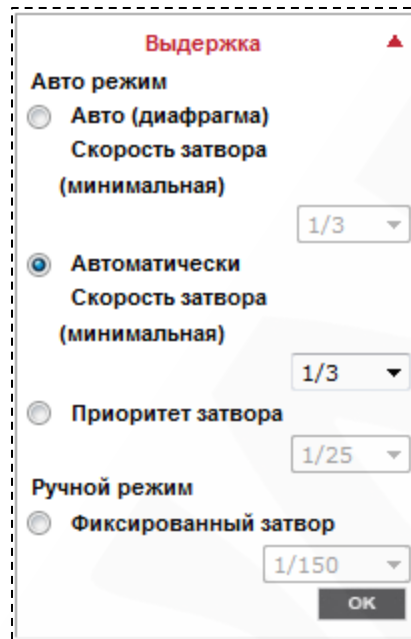 Выдержка
Авто режим
Авто (диафрагма)
Скорость затвора
(минимальная)
1/3
Автоматически
Скорость затвора
(минимальная)
1/3
Приоритет затвора
1/25
Ручной режим
Фиксированный затвор
1/150
OK